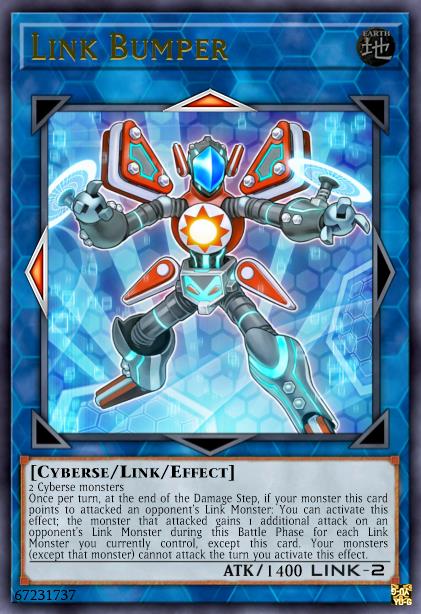 Link Bumper
EARTH
地
[Cyberse/Link/Effect]
2 Cyberse monsters
Once per turn, at the end of the Damage Step, if your monster this card
points to attacked an opponent's Link Monster: You can activate this
effect; the monster that attacked gains 1 additional attack on an
opponent's Link Monster during this Battle Phase for each Link
Monster you currently control, except this card. Your monsters
(except that monster) cannot attack the turn you activate this effect.
ATK/1400 LINK-2
67231737